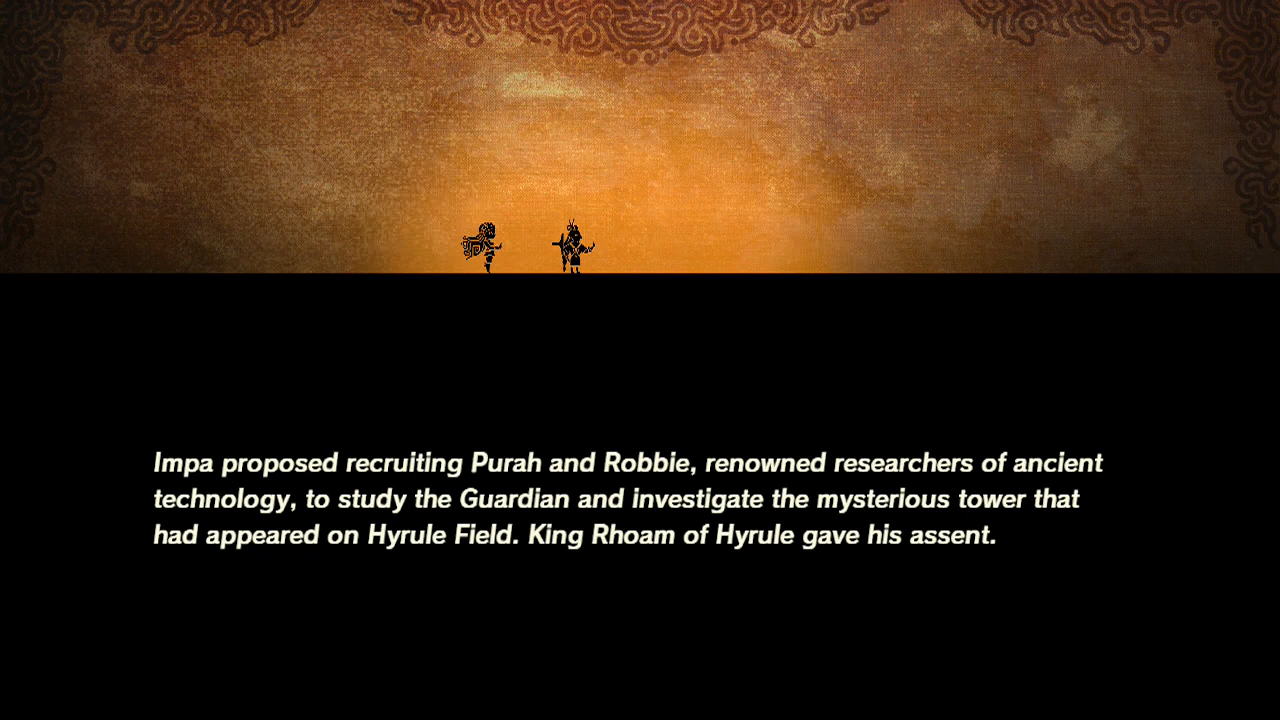 Impa proposed recruiting Purah and Robbie, renowned researchers of ancient
technology, to study the Guardian and investigate the mysterious tower that
had appeared on Hyrule Field. King Rhoam of Hyrule gave his assent.